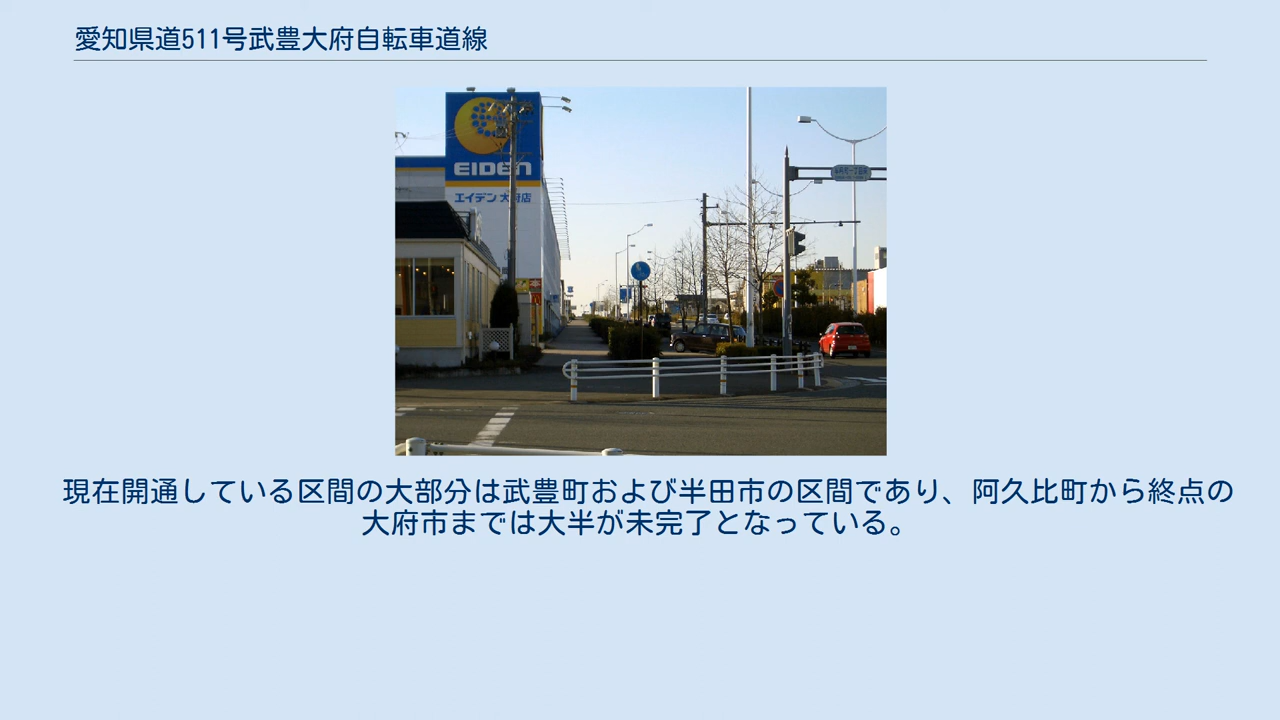 愛知県道511号武豊大府自転車道線
EIDEN
エイデン 大府店
現在開通している区間の大部分は武豊町および半田市の区間であり、阿久比町から終点の
大府市までは大半が未完了となっている。